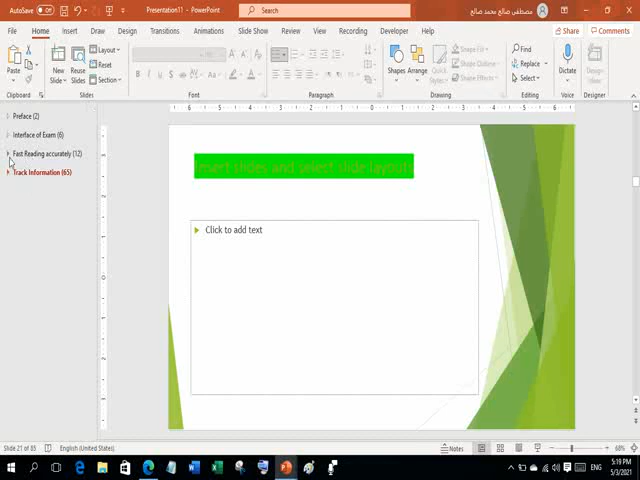 AutoSave Off
Presentation11 - PowerPoint
Search
مصطفى صالح محمد صالح
File Home Insert Draw Design Transitions Animations Slide Show Review View Recording Developer Help
Share Comments
Paste
New Slide
Layout
Reset
Section
Shapes
Arrange
Quick Styles
Shape Fill
Shape Outline
Shape Effects
Find
Replace
Select
Dictate
Design Ideas
Clipboard Slides Font Paragraph Drawing Editing Voice Designer
Preface (2)
Interface of Exam (6)
Fast Reading accurately (12)
Track Information (65)
Insert slides and select slide layout:
Click to add text
Slide 21 of 85
English (United States)
Notes
68%
ENG
5:19 PM
5/3/2021